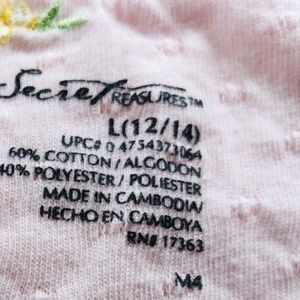 Secret
REASURES™
L(12/14)
UPC# 0 4754373064
60% COTTON / ALGODON
40% POLYESTER / POLIESTER
MADE IN CAMBODIA/
HECHO EN CAMBOYA
RN# 17363
M4